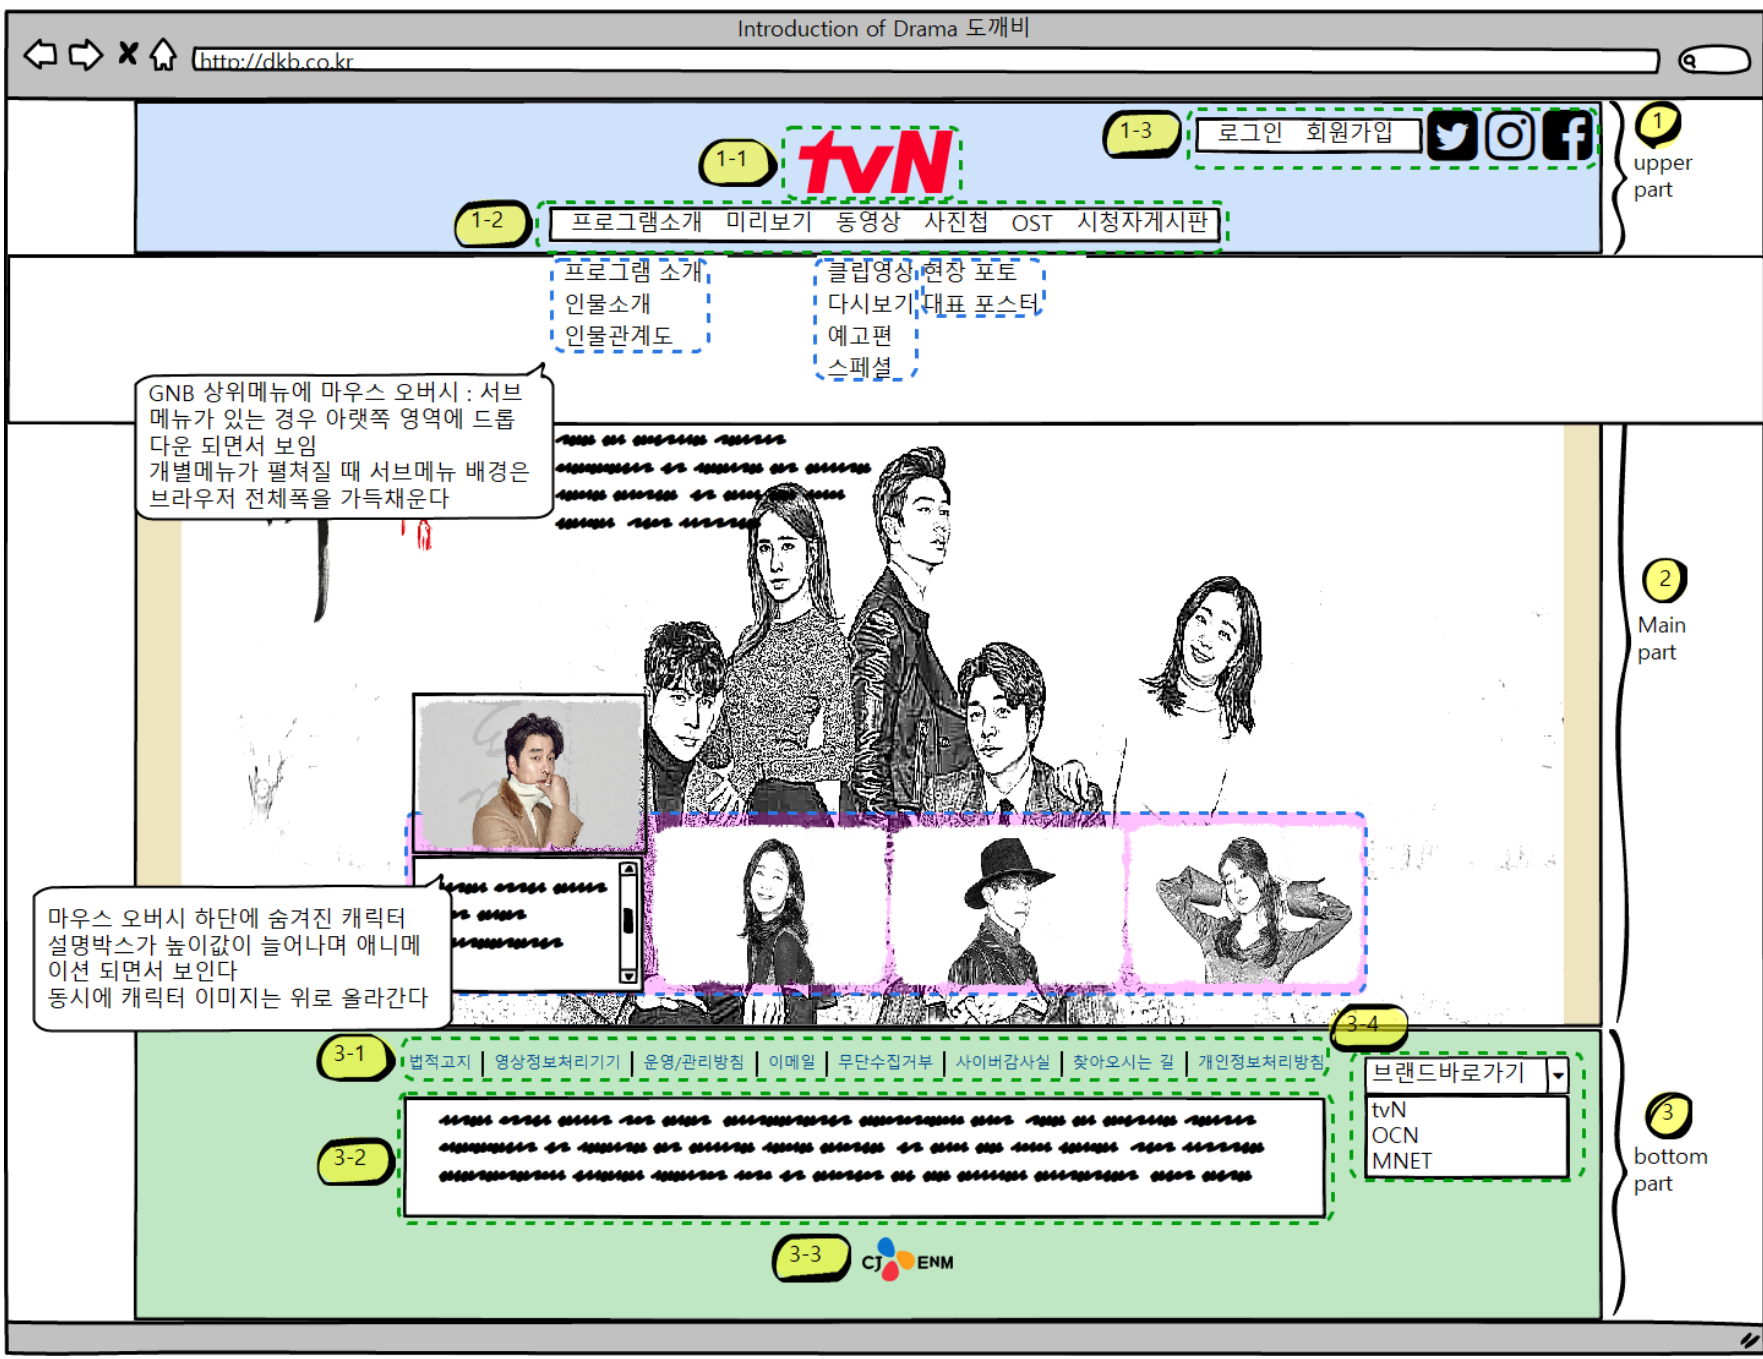 Introduction of Drama 도깨비
http://dkb.co.kr
1-1
tvN
1-3
로그인 회원가입
1
upper
part
1-2
프로그램소개 미리보기 동영상 사진첩 OST 시청자게시판
프로그램 소개
인물소개
인물관계도
클립영상
다시보기
예고편
스페셜
현장 포토
대표 포스터
GNB 상위메뉴에 마우스 오버시 : 서브
메뉴가 있는 경우 아랫쪽 영역에 드롭
다운 되면서 보임
개별메뉴가 펼쳐질 때 서브메뉴 배경은
브라우저 전체폭을 가득채운다
2
Main
part
마우스 오버시 하단에 숨겨진 캐릭터
설명박스가 높이값이 늘어나며 애니메
이션 되면서 보인다
동시에 캐릭터 이미지는 위로 올라간다
3-1
법적고지 | 영상정보처리기기 | 운영/관리방침 | 이메일 | 무단수집거부 | 사이버감사실 | 찾아오시는 길 | 개인정보처리방침
3-4
브랜드바로가기
tvN
OCN
MNET
3
bottom
part
3-2
3-3
CJ ENM